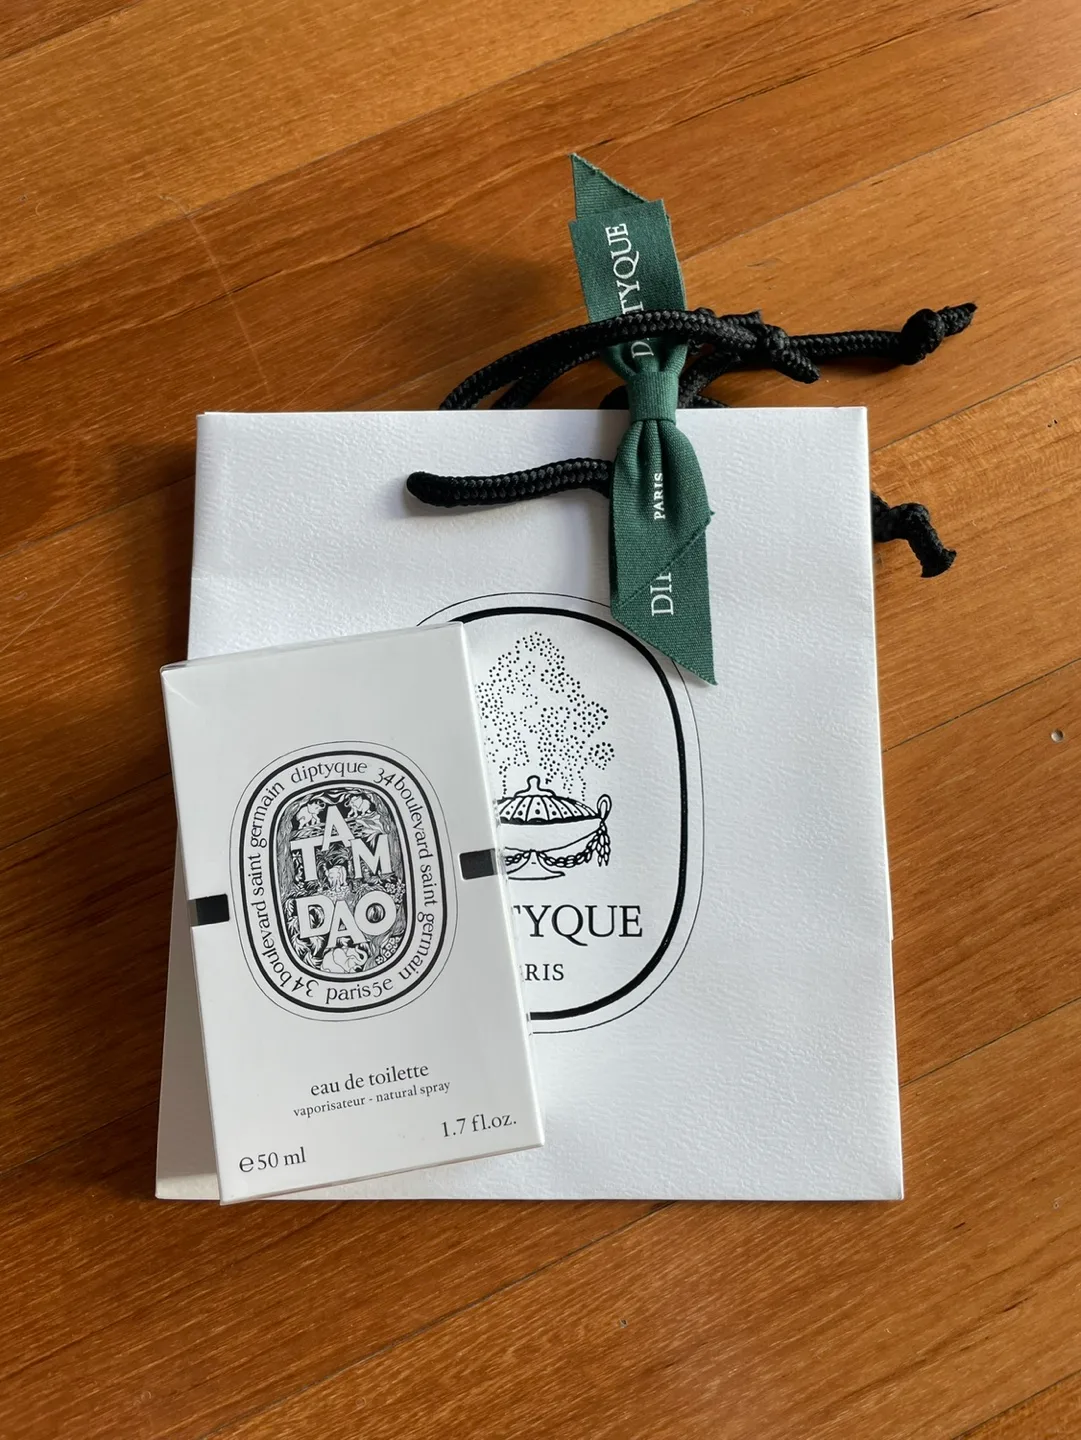 DIPTYQUE
PARIS
DIP
TYQUE
RIS
diptyque 34 boulevard saint germain paris5e 34 boulevard saint germain
TAM
DAO
eau de toilette
vaporisateur - natural spray
1.7 fl.oz.
e50 ml